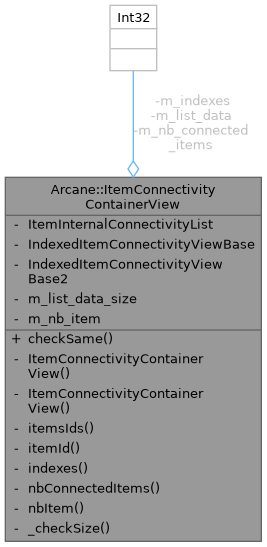 Int32
-m_indexes
-m_list_data
-m_nb_connected
_items
Arcane::ItemConnectivity
ContainerView
- ItemInternalConnectivityList
- IndexedItemConnectivityViewBase
- IndexedItemConnectivityView
Base2
- m_list_data_size
- m_nb_item
+ checkSame()
- ItemConnectivityContainer
View()
- ItemConnectivityContainer
View()
- itemsIds()
- itemId()
- indexes()
- nbConnectedItems()
- nbItem()
- _checkSize()